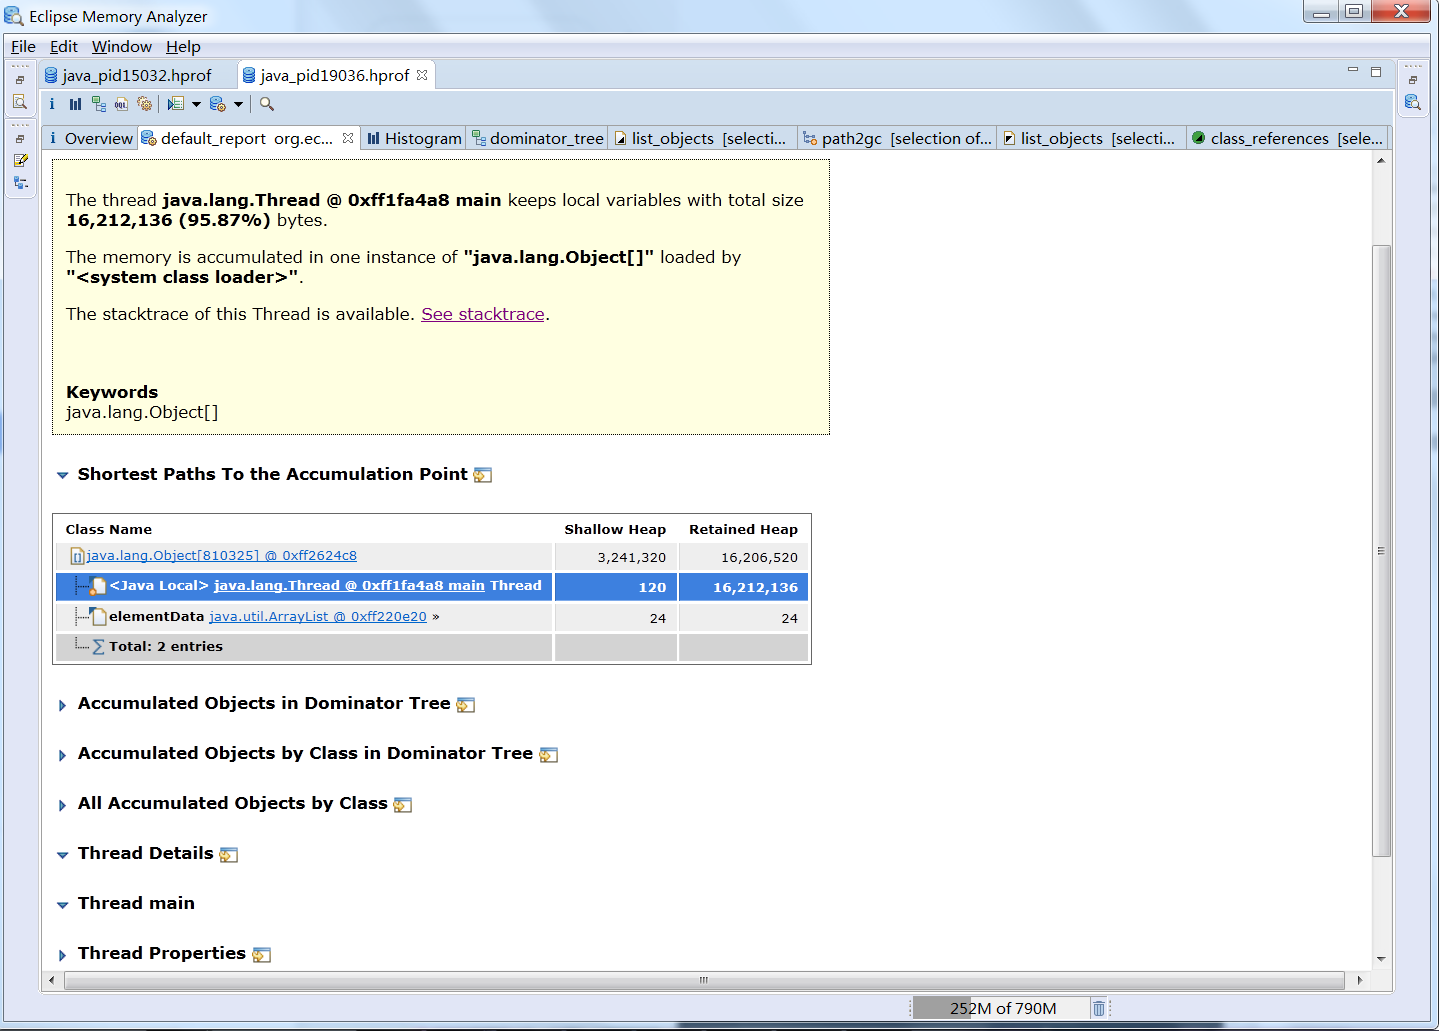 Eclipse Memory Analyzer
File Edit Window Help
java_pid15032.hprof java_pid19036.hprof
i OQL
i Overview default_report org.ec... Histogram dominator_tree list_objects [selecti... path2gc [selection of... list_objects [selecti... class_references [sele...
The thread java.lang.Thread @ 0xff1fa4a8 main keeps local variables with total size
16,212,136 (95.87%) bytes.
The memory is accumulated in one instance of "java.lang.Object[]" loaded by
"<system class loader>".
The stacktrace of this Thread is available. See stacktrace.
Keywords
java.lang.Object[]
Shortest Paths To the Accumulation Point
Class Name Shallow Heap Retained Heap
java.lang.Object[810325] @ 0xff2624c8 3,241,320 16,206,520
<Java Local> java.lang.Thread @ 0xff1fa4a8 main Thread 120 16,212,136
elementData java.util.ArrayList @ 0xff220e20 » 24 24
Total: 2 entries
Accumulated Objects in Dominator Tree
Accumulated Objects by Class in Dominator Tree
All Accumulated Objects by Class
Thread Details
Thread main
Thread Properties
252M of 790M